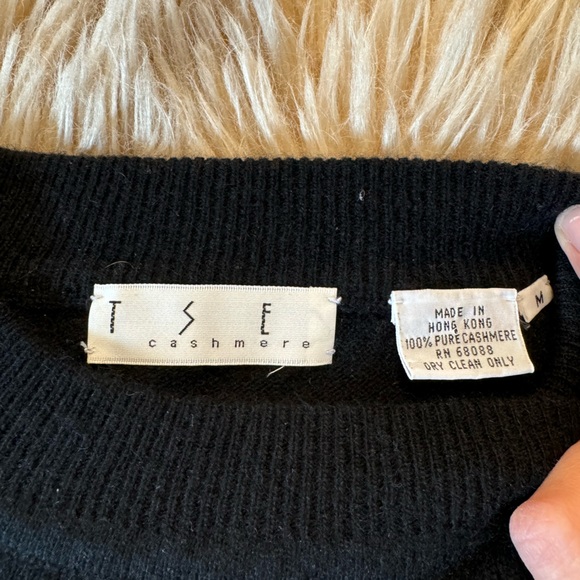 T S E
cashmere
M
MADE IN
HONG KONG
100% PURE CASHMERE
RN 68088
DRY CLEAN ONLY